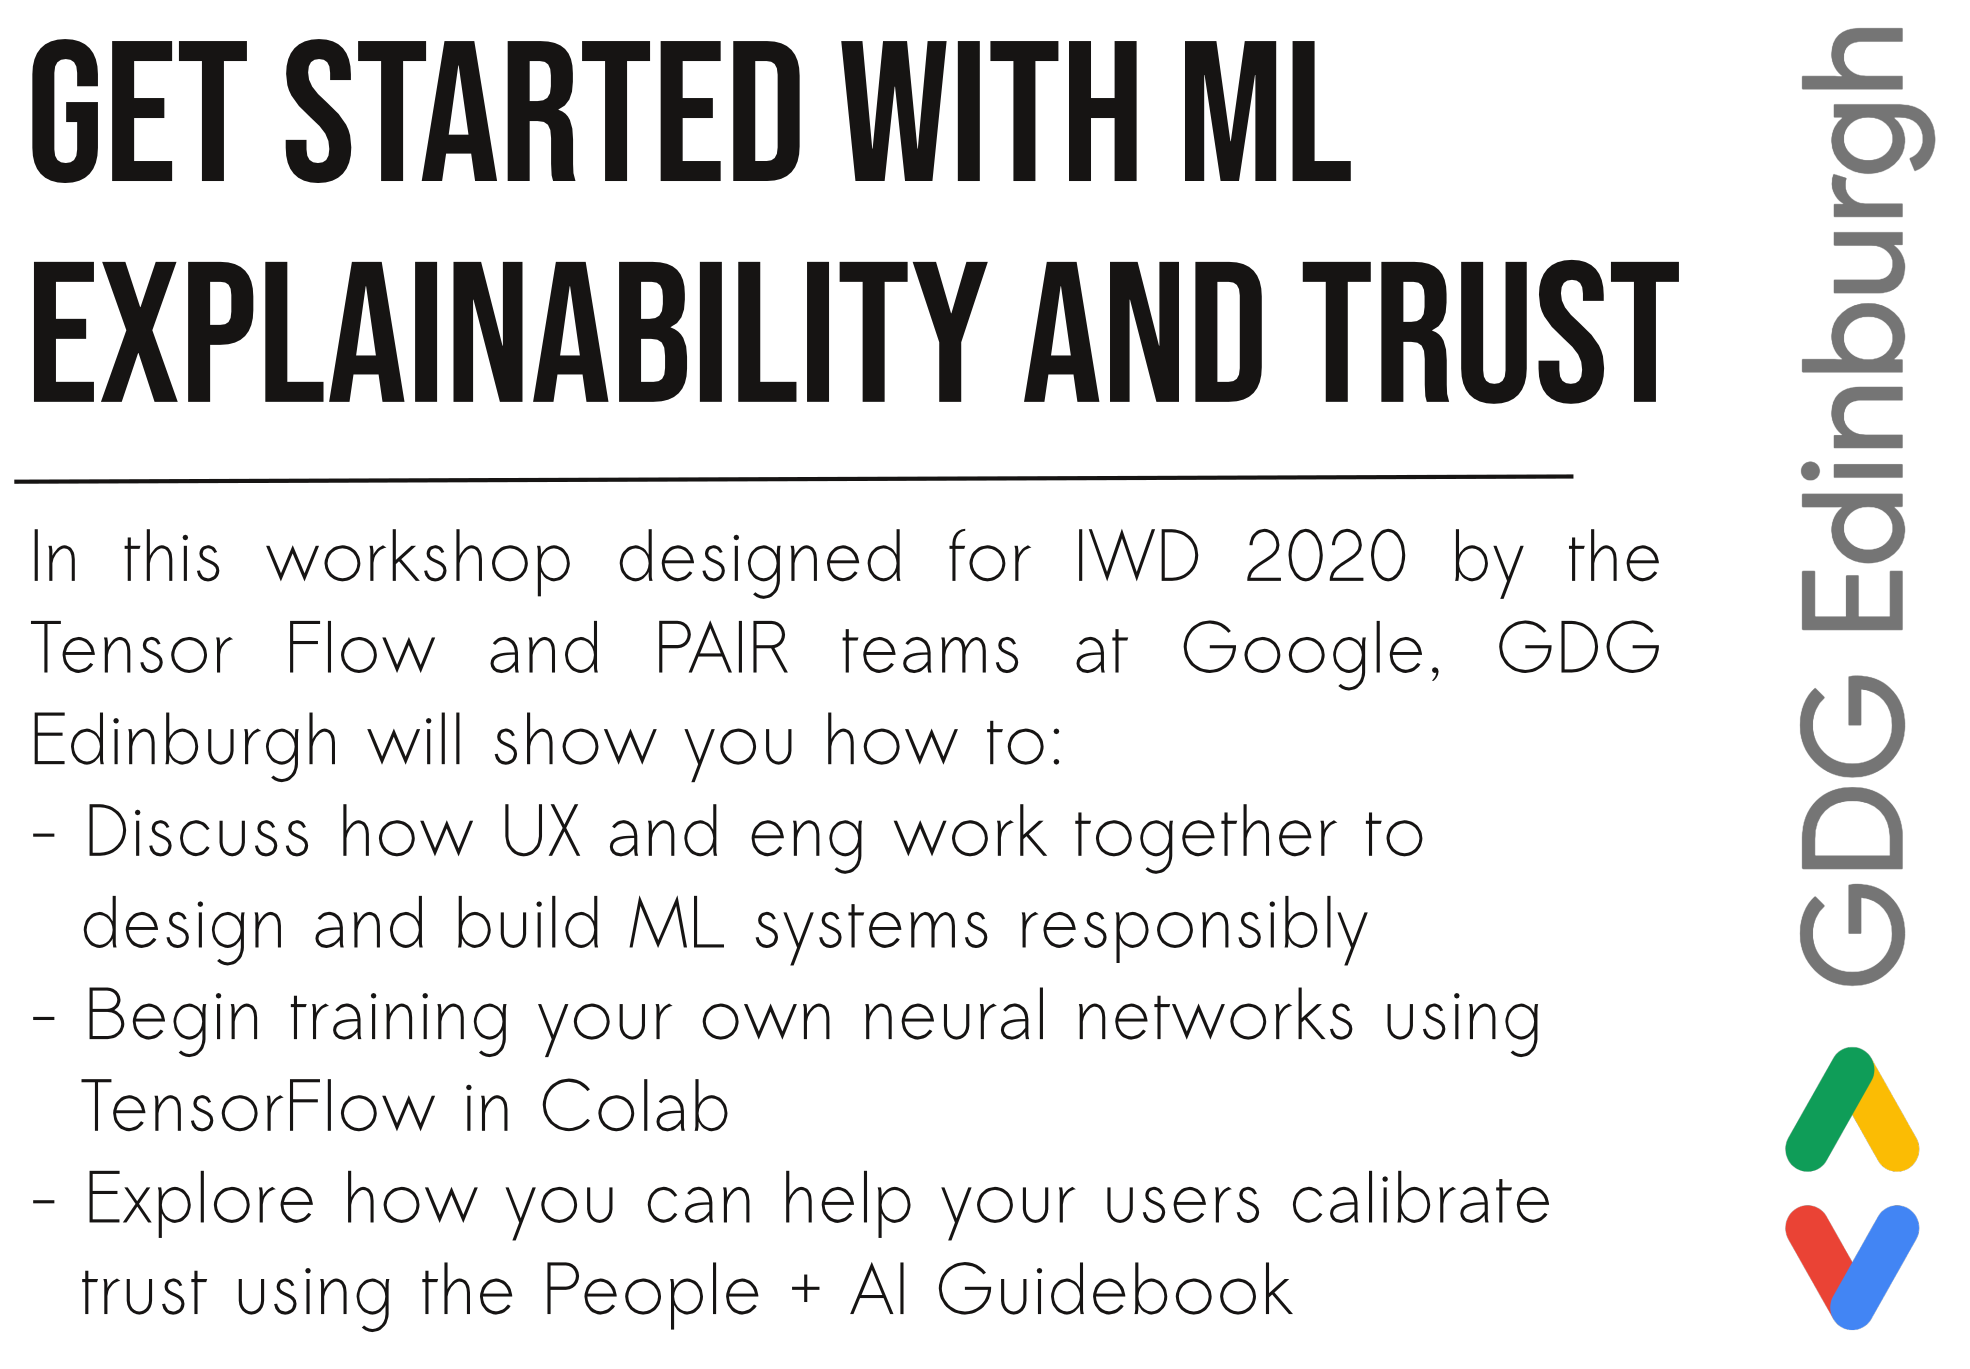 GET STARTED WITH ML
EXPLAINABILITY AND TRUST
In this workshop designed for IWD 2020 by the
Tensor Flow and PAIR teams at Google, GDG
Edinburgh will show you how to:
- Discuss how UX and eng work together to
design and build ML systems responsibly
- Begin training your own neural networks using
TensorFlow in Colab
- Explore how you can help your users calibrate
trust using the People + AI Guidebook
GDG Edinburgh